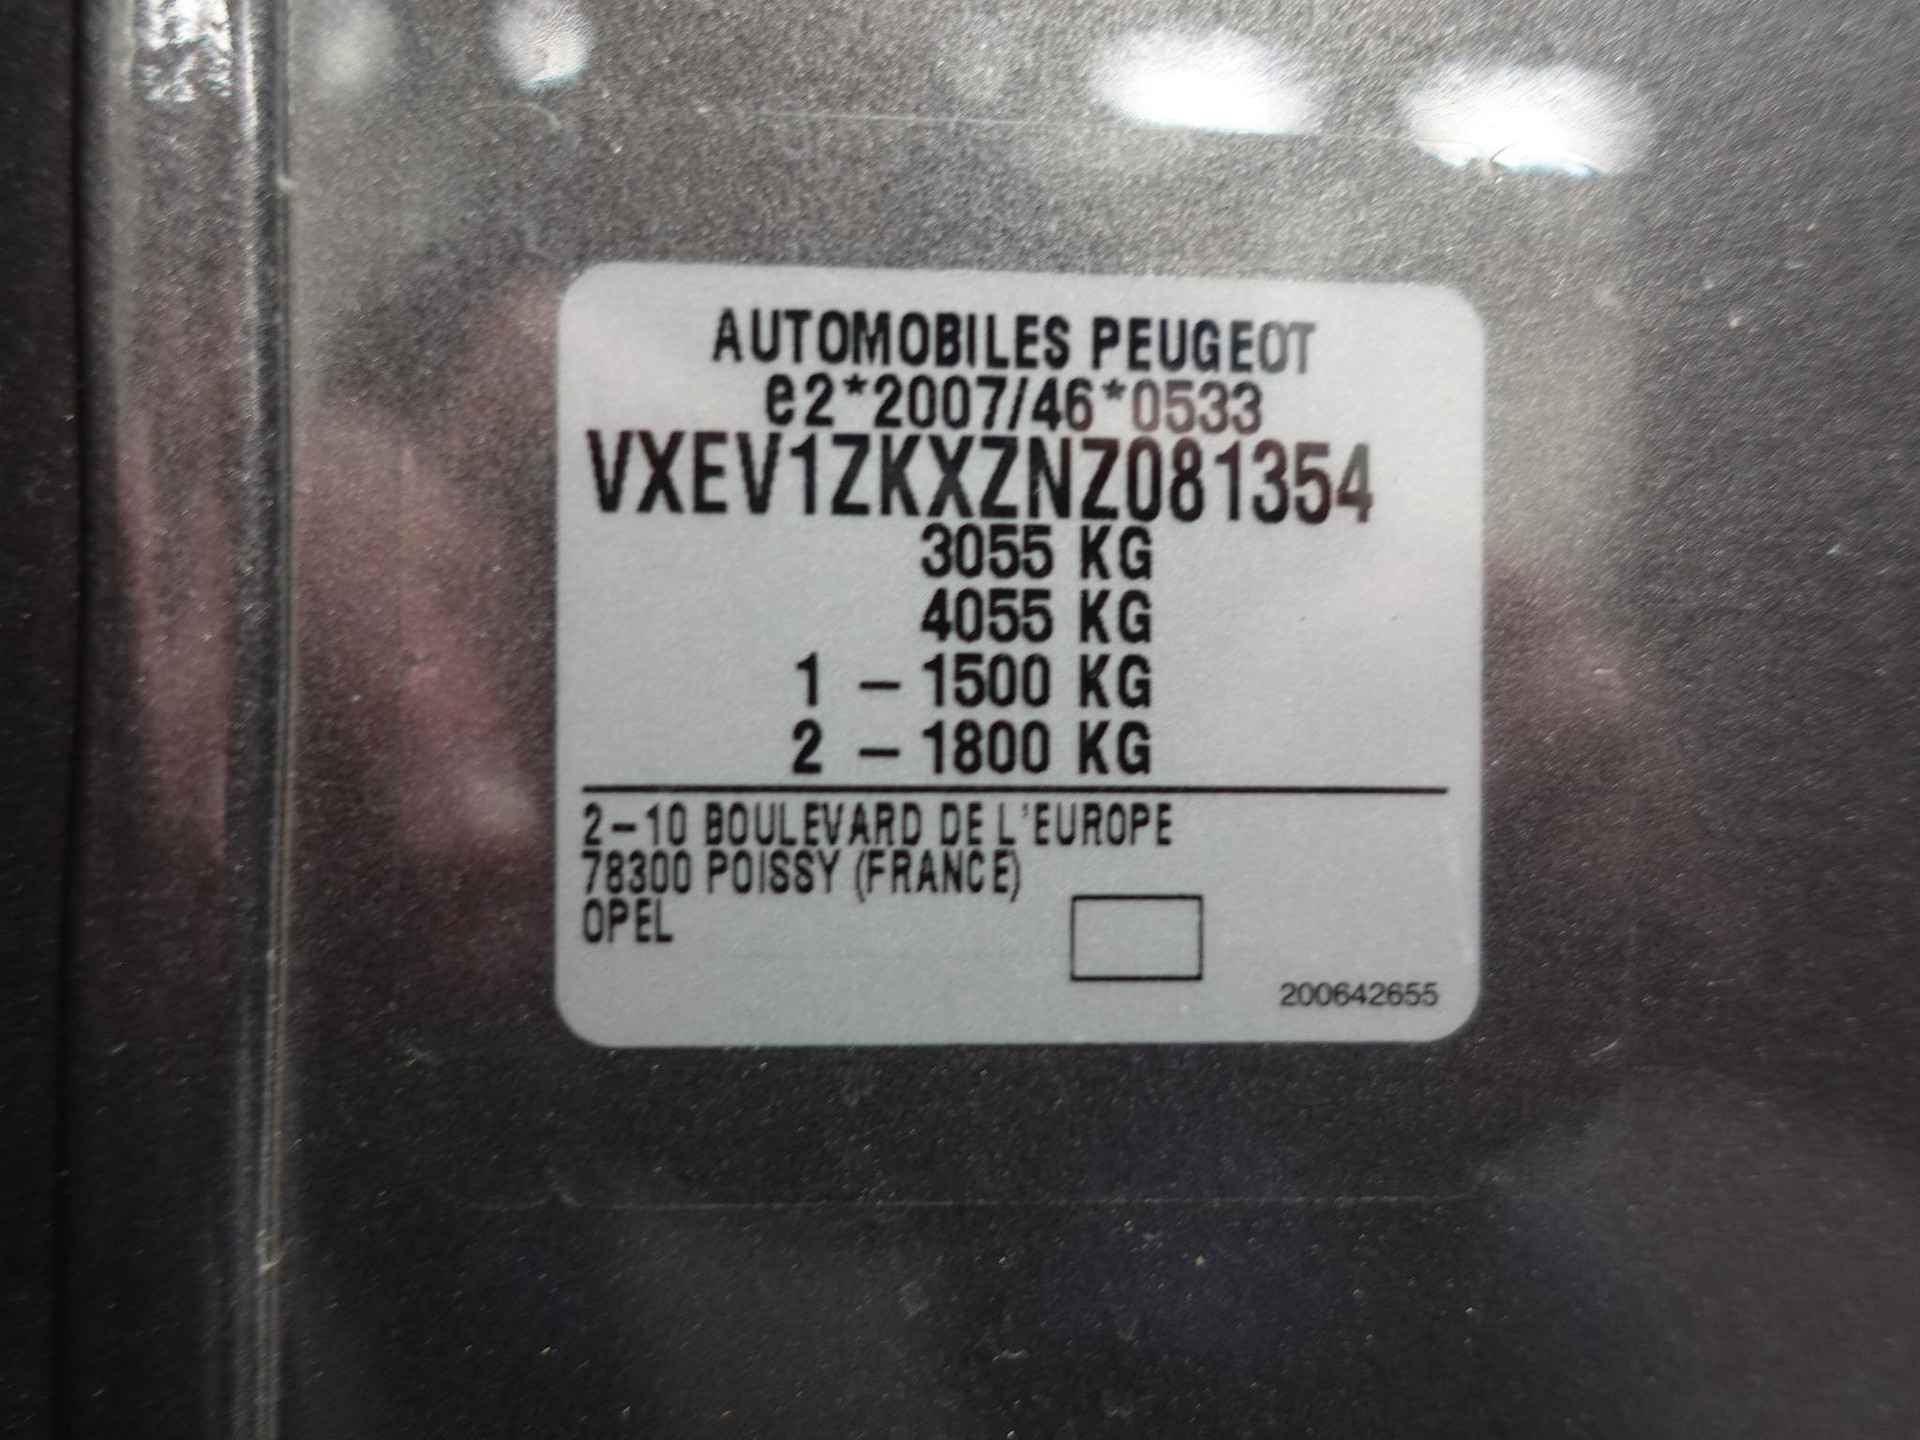 AUTOMOBILES PEUGEOT
e2*2007/46*0533
VXEV1ZKXZNZ081354
3055 KG
4055 KG
1 – 1500 KG
2 – 1800 KG
2–10 BOULEVARD DE L'EUROPE
78300 POISSY (FRANCE)
OPEL
200642655